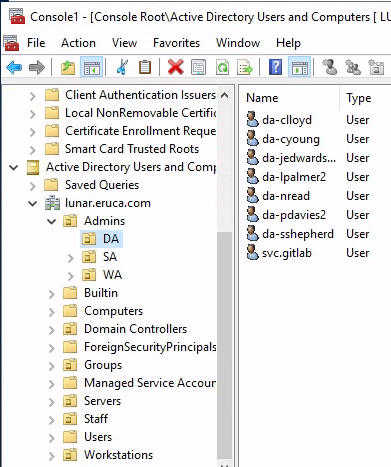 Console1 - [Console Root\Active Directory Users and Computers [ LU
File Action View Favorites Window Help
Client Authentication Issuers
Local NonRemovable Certific
Certificate Enrollment Reque
Smart Card Trusted Roots
Active Directory Users and Comp
Saved Queries
lunar.eruca.com
Admins
DA
SA
WA
Builtin
Computers
Domain Controllers
ForeignSecurityPrincipals
Groups
Managed Service Accour
Servers
Staff
Users
Workstations
Name Type
da-clloyd User
da-cyoung User
da-jedwards... User
da-lpalmer2 User
da-nread User
da-pdavies2 User
da-sshepherd User
svc.gitlab User